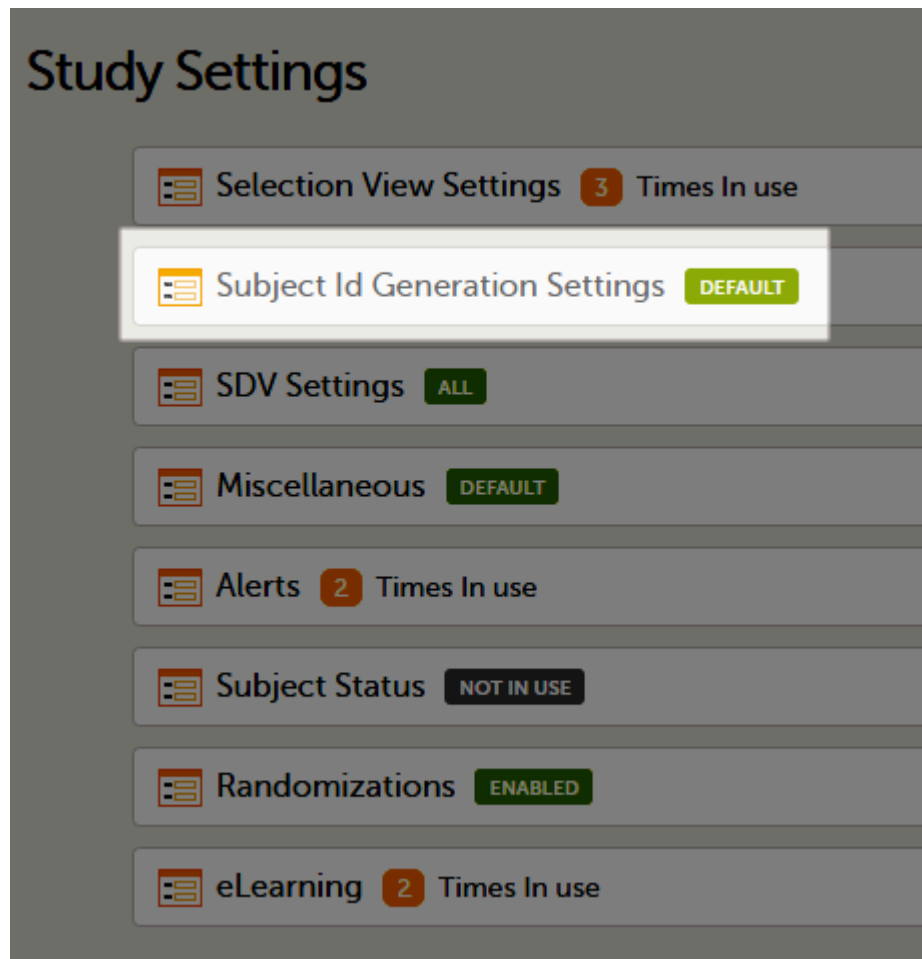 Study Settings
Selection View Settings 3 Times In use
Subject Id Generation Settings DEFAULT
SDV Settings ALL
Miscellaneous DEFAULT
Alerts 2 Times In use
Subject Status NOT IN USE
Randomizations ENABLED
eLearning 2 Times In use